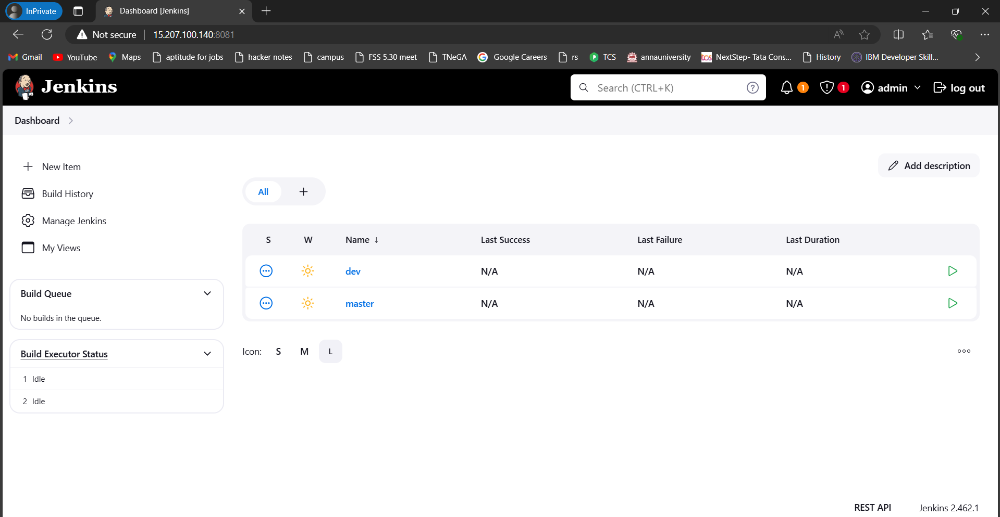 InPrivate Dashboard [Jenkins]
Not secure 15.207.100.140:8081
Gmail YouTube Maps aptitude for jobs hacker notes campus FSS 5.30 meet TNeGA Google Careers rs TCS annauniversity NextStep- Tata Cons... History IBM Developer Skill...
Jenkins Search (CTRL+K) ? 1 1 admin log out
Dashboard
New Item
Add description
Build History
All +
Manage Jenkins
My Views
S W Name ↓ Last Success Last Failure Last Duration
dev N/A N/A N/A
master N/A N/A N/A
Build Queue
No builds in the queue.
Build Executor Status
1 Idle
2 Idle
Icon: S M L
REST API Jenkins 2.462.1